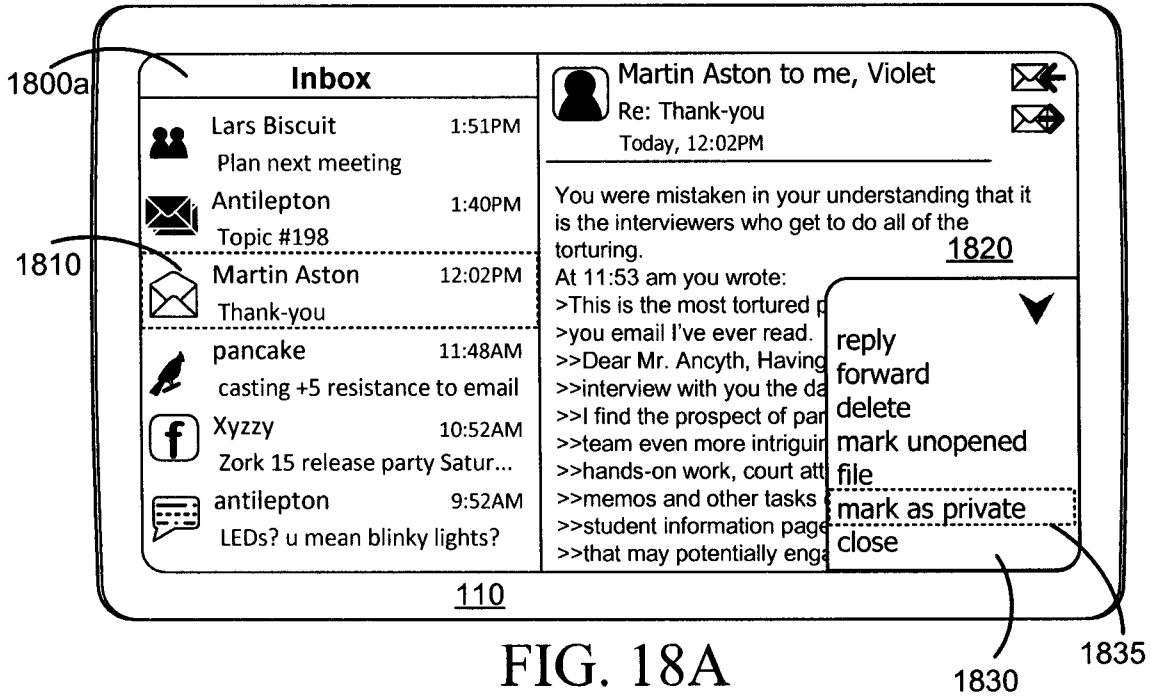 1800a
Inbox
Lars Biscuit 1:51PM
Plan next meeting
Antilepton 1:40PM
Topic #198
1810
Martin Aston 12:02PM
Thank-you
pancake 11:48AM
casting +5 resistance to email
f
Xyzzy 10:52AM
Zork 15 release party Satur...
antilepton 9:52AM
LEDs? u mean blinky lights?
Martin Aston to me, Violet
Re: Thank-you
Today, 12:02PM
You were mistaken in your understanding that it
is the interviewers who get to do all of the
torturing.
1820
At 11:53 am you wrote:
>This is the most tortured
>you email I've ever read.
>>Dear Mr. Ancyth, Having
>>interview with you the
>>I find the prospect of
>>team even more
>>hands-on work, court
>>memos and other tasks
>>student information page
>>that may potentially
reply
forward
delete
mark unopened
file
mark as private
close
110
1830
1835
FIG. 18A